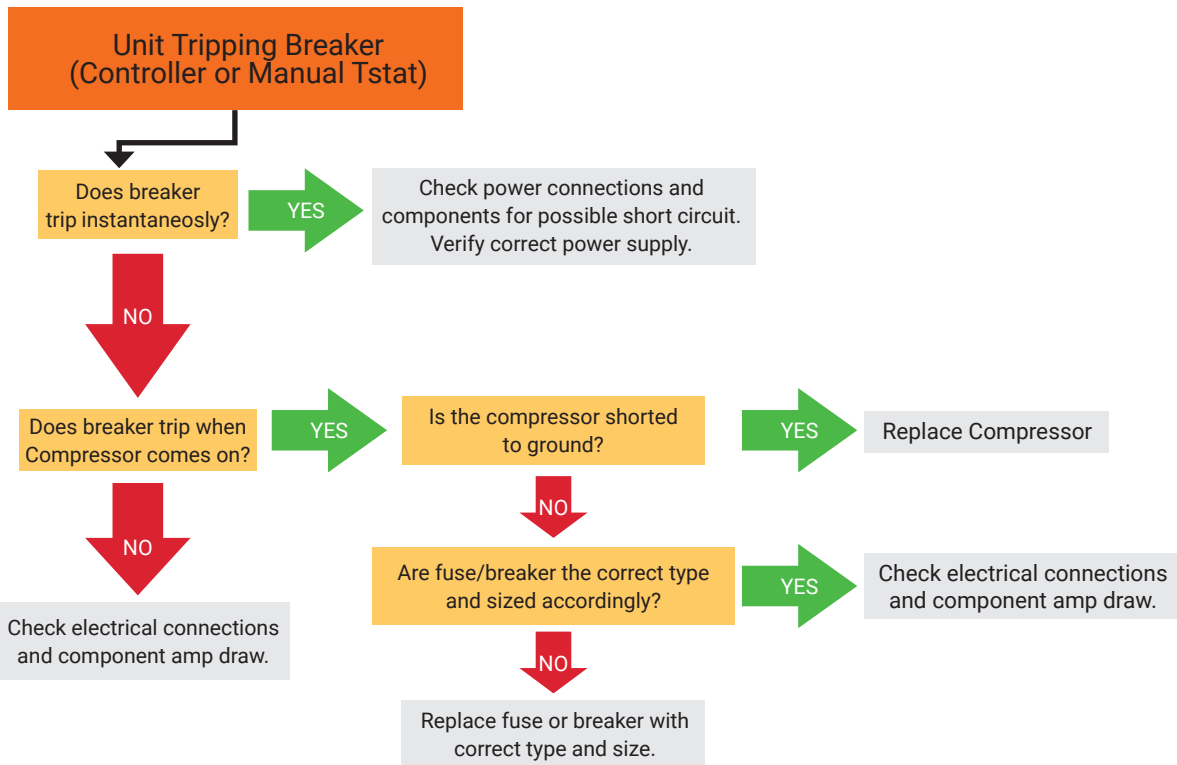 Unit Tripping Breaker
(Controller or Manual Tstat)
Does breaker
trip instantaneosly?
YES
Check power connections and
components for possible short circuit.
Verify correct power supply.
NO
Does breaker trip when
Compressor comes on?
YES
Is the compressor shorted
to ground?
YES
Replace Compressor
NO
NO
Are fuse/breaker the correct type
and sized accordingly?
YES
Check electrical connections
and component amp draw.
Check electrical connections
and component amp draw.
NO
Replace fuse or breaker with
correct type and size.